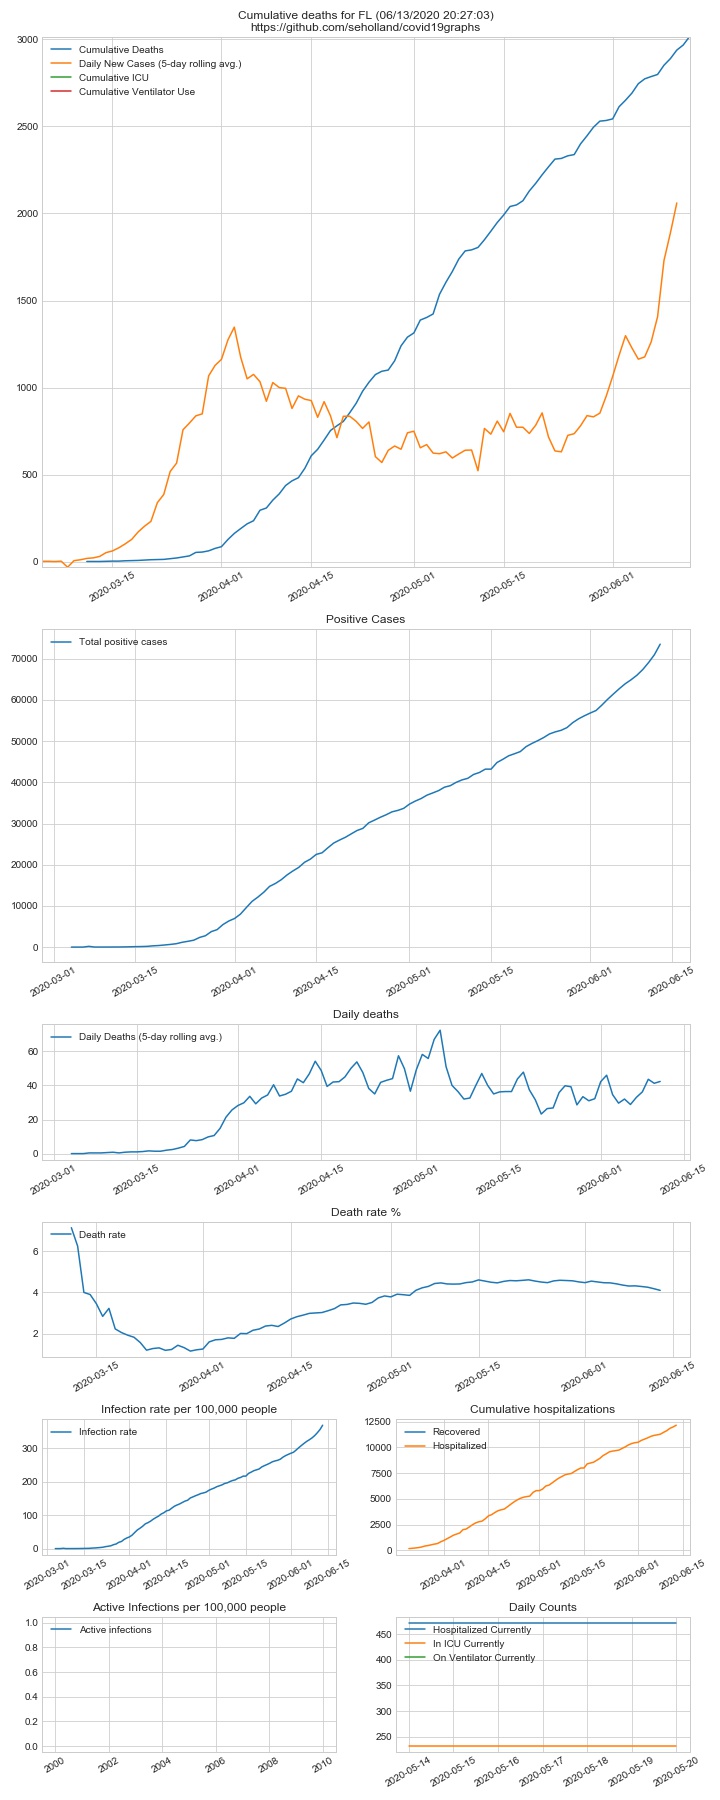 Cumulative deaths for FL (06/13/2020 20:27:03)
https://github.com/seholland/covid19graphs
Cumulative Deaths
Daily New Cases (5-day rolling avg.)
Cumulative ICU
Cumulative Ventilator Use
3000
2500
2000
1500
1000
500
0
2020-03-15 2020-04-01 2020-04-15 2020-05-01 2020-05-15 2020-06-01
Positive Cases
Total positive cases
70000
60000
50000
40000
30000
20000
10000
0
2020-03-01 2020-03-15 2020-04-01 2020-04-15 2020-05-01 2020-05-15 2020-06-01 2020-06-15
Daily deaths
Daily Deaths (5-day rolling avg.)
60
40
20
0
2020-03-01 2020-03-15 2020-04-01 2020-04-15 2020-05-01 2020-05-15 2020-06-01 2020-06-15
Death rate %
Death rate
6
4
2
2020-03-15 2020-04-01 2020-04-15 2020-05-01 2020-05-15 2020-06-01 2020-06-15
Infection rate per 100,000 people
Infection rate
300
200
100
0
2020-03-01 2020-03-15 2020-04-01 2020-04-15 2020-05-01 2020-05-15 2020-06-01 2020-06-15
Cumulative hospitalizations
Recovered
Hospitalized
12500
10000
7500
5000
2500
0
2020-04-01 2020-04-15 2020-05-01 2020-05-15 2020-06-01 2020-06-15
Active Infections per 100,000 people
Active infections
1.0
0.8
0.6
0.4
0.2
0.0
2000 2002 2004 2006 2008 2010
Daily Counts
Hospitalized Currently
In ICU Currently
On Ventilator Currently
450
400
350
300
250
2020-05-14 2020-05-15 2020-05-16 2020-05-17 2020-05-18 2020-05-19 2020-05-20